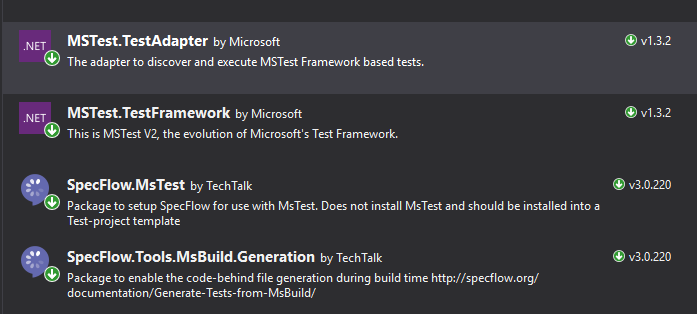 .NET
MSTest.TestAdapter by Microsoft
v1.3.2
The adapter to discover and execute MSTest Framework based tests.
.NET
MSTest.TestFramework by Microsoft
v1.3.2
This is MSTest V2, the evolution of Microsoft's Test Framework.
SpecFlow.MsTest by TechTalk
v3.0.220
Package to setup SpecFlow for use with MsTest. Does not install MsTest and should be installed into a
Test-project template
SpecFlow.Tools.MsBuild.Generation by TechTalk
v3.0.220
Package to enable the code-behind file generation during build time http://specflow.org/
documentation/Generate-Tests-from-MsBuild/